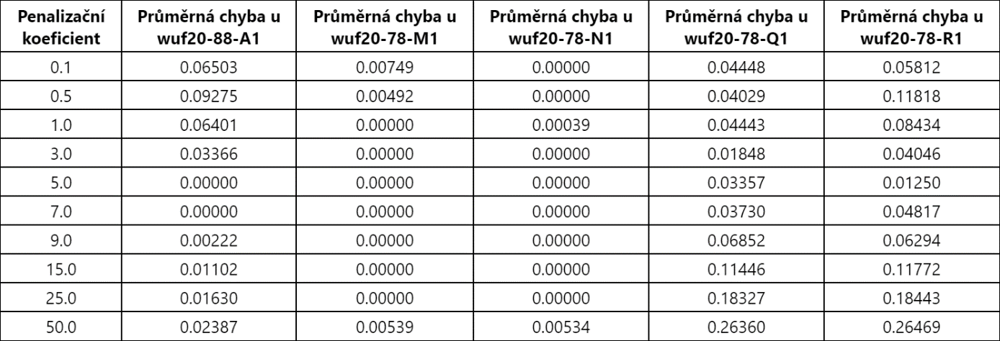 Penalizační koeficient | Průměrná chyba u wuf20-88-A1 | Průměrná chyba u wuf20-78-M1 | Průměrná chyba u wuf20-78-N1 | Průměrná chyba u wuf20-78-Q1 | Průměrná chyba u wuf20-78-R1
0.1 | 0.06503 | 0.00749 | 0.00000 | 0.04448 | 0.05812
0.5 | 0.09275 | 0.00492 | 0.00000 | 0.04029 | 0.11818
1.0 | 0.06401 | 0.00000 | 0.00039 | 0.04443 | 0.08434
3.0 | 0.03366 | 0.00000 | 0.00000 | 0.01848 | 0.04046
5.0 | 0.00000 | 0.00000 | 0.00000 | 0.03357 | 0.01250
7.0 | 0.00000 | 0.00000 | 0.00000 | 0.03730 | 0.04817
9.0 | 0.00222 | 0.00000 | 0.00000 | 0.06852 | 0.06294
15.0 | 0.01102 | 0.00000 | 0.00000 | 0.11446 | 0.11772
25.0 | 0.01630 | 0.00000 | 0.00000 | 0.18327 | 0.18443
50.0 | 0.02387 | 0.00539 | 0.00534 | 0.26360 | 0.26469